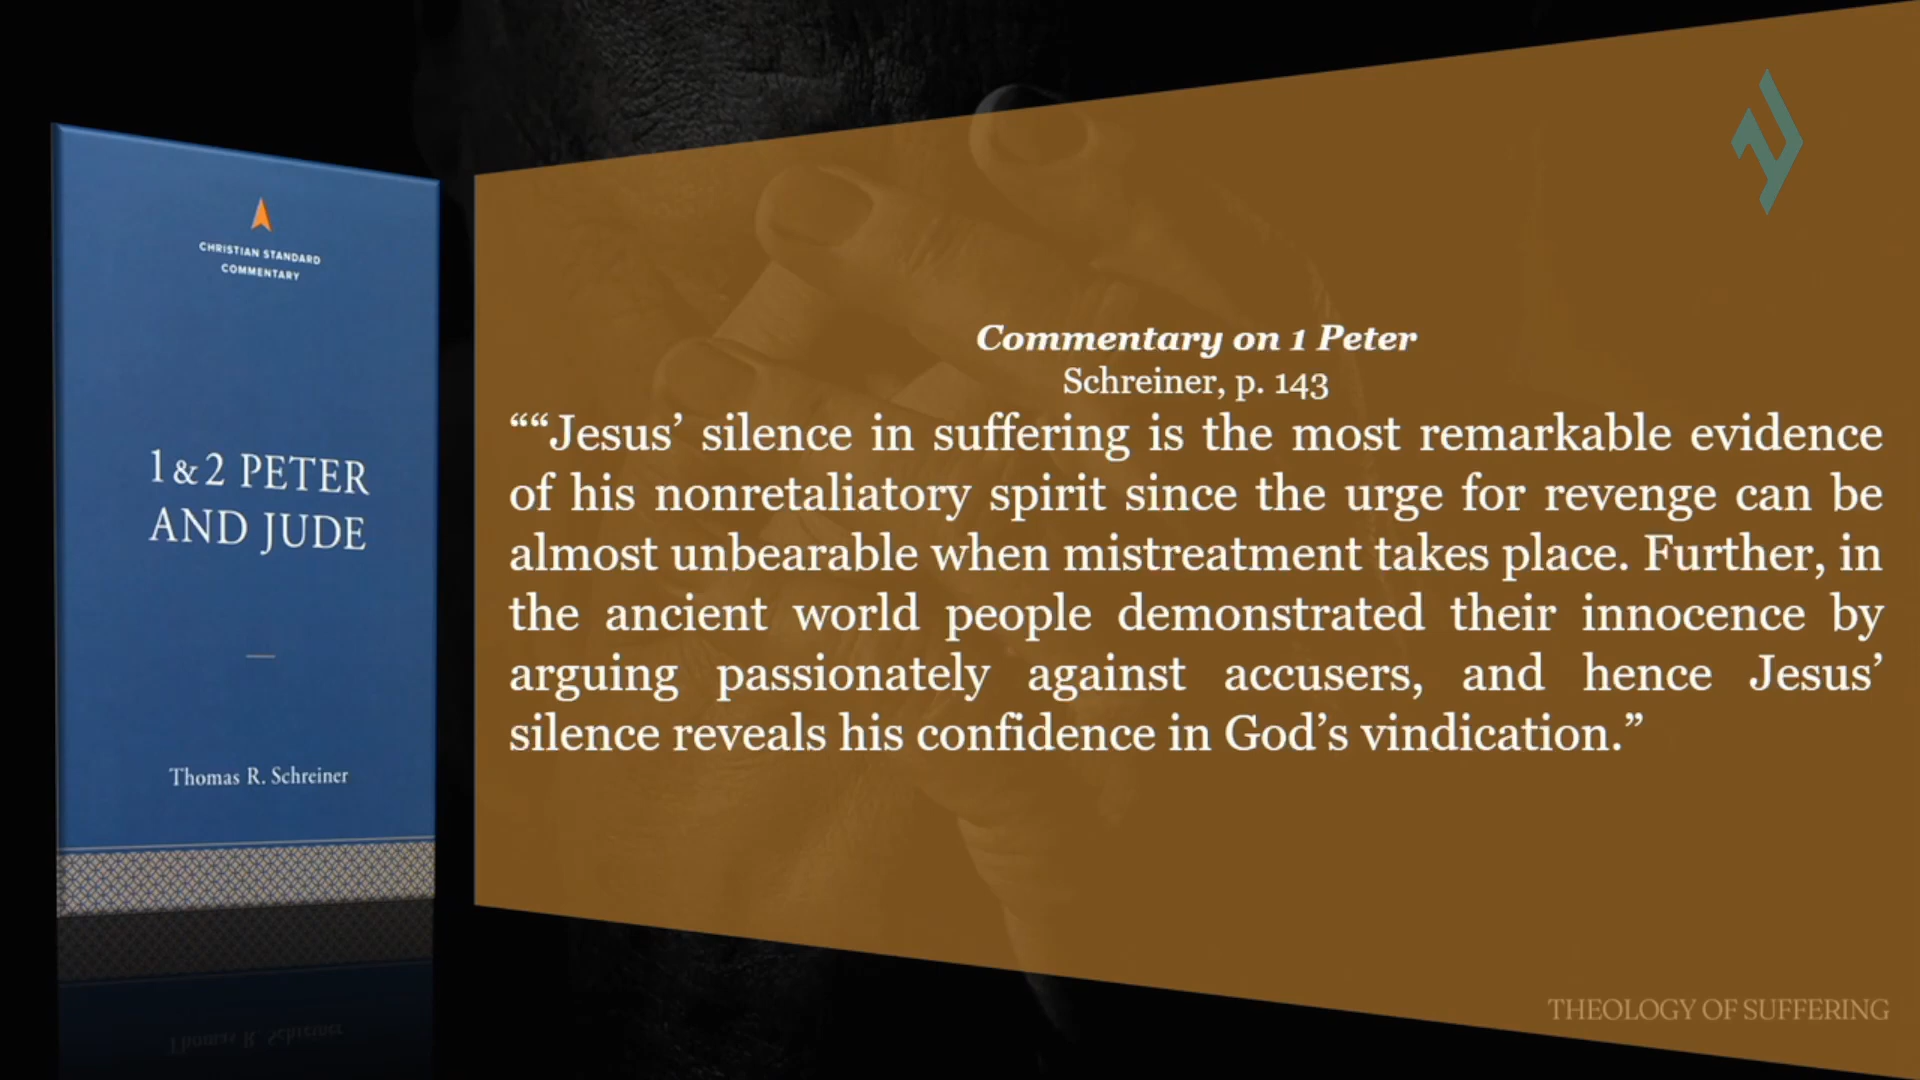 CHRISTIAN STANDARD
COMMENTARY
1 & 2 PETER
AND JUDE
Thomas R. Schreiner
Commentary on 1 Peter
Schreiner, p. 143
““Jesus’ silence in suffering is the most remarkable evidence
of his nonretaliatory spirit since the urge for revenge can be
almost unbearable when mistreatment takes place. Further, in
the ancient world people demonstrated their innocence by
arguing passionately against accusers, and hence Jesus’
silence reveals his confidence in God’s vindication.”
THEOLOGY OF SUFFERING
Thomas R. Schreiner